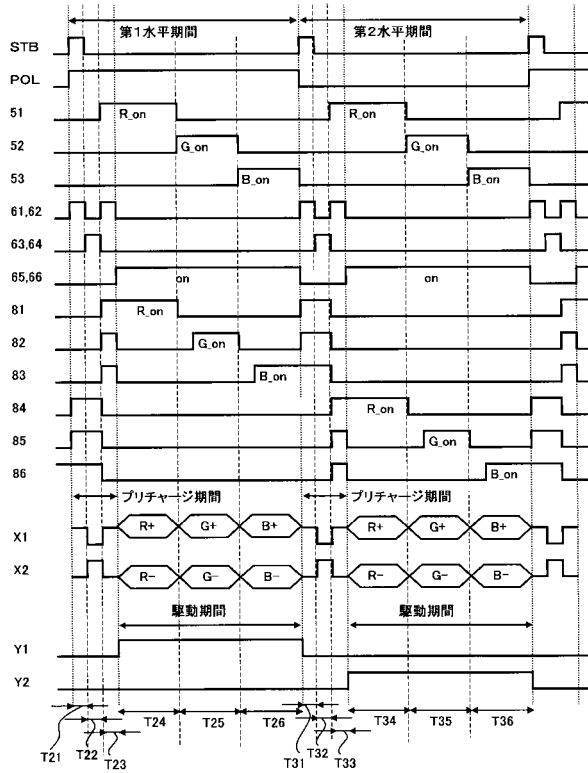 第1水平期間 第2水平期間
STB
POL
51 R_on R_on
52 G_on G_on
53 B_on B_on
61,62
63,64
65,66 on on
81 R_on
82 G_on
83 B_on
84 R_on
85 G_on
86 B_on
プリチャージ期間 プリチャージ期間
X1 R+ G+ B+ R+ G+ B+
X2 R− G− B− R− G− B−
駆動期間 駆動期間
Y1
Y2
T24 T25 T26 T34 T35 T36
T21 T22 T23 T31 T32 T33